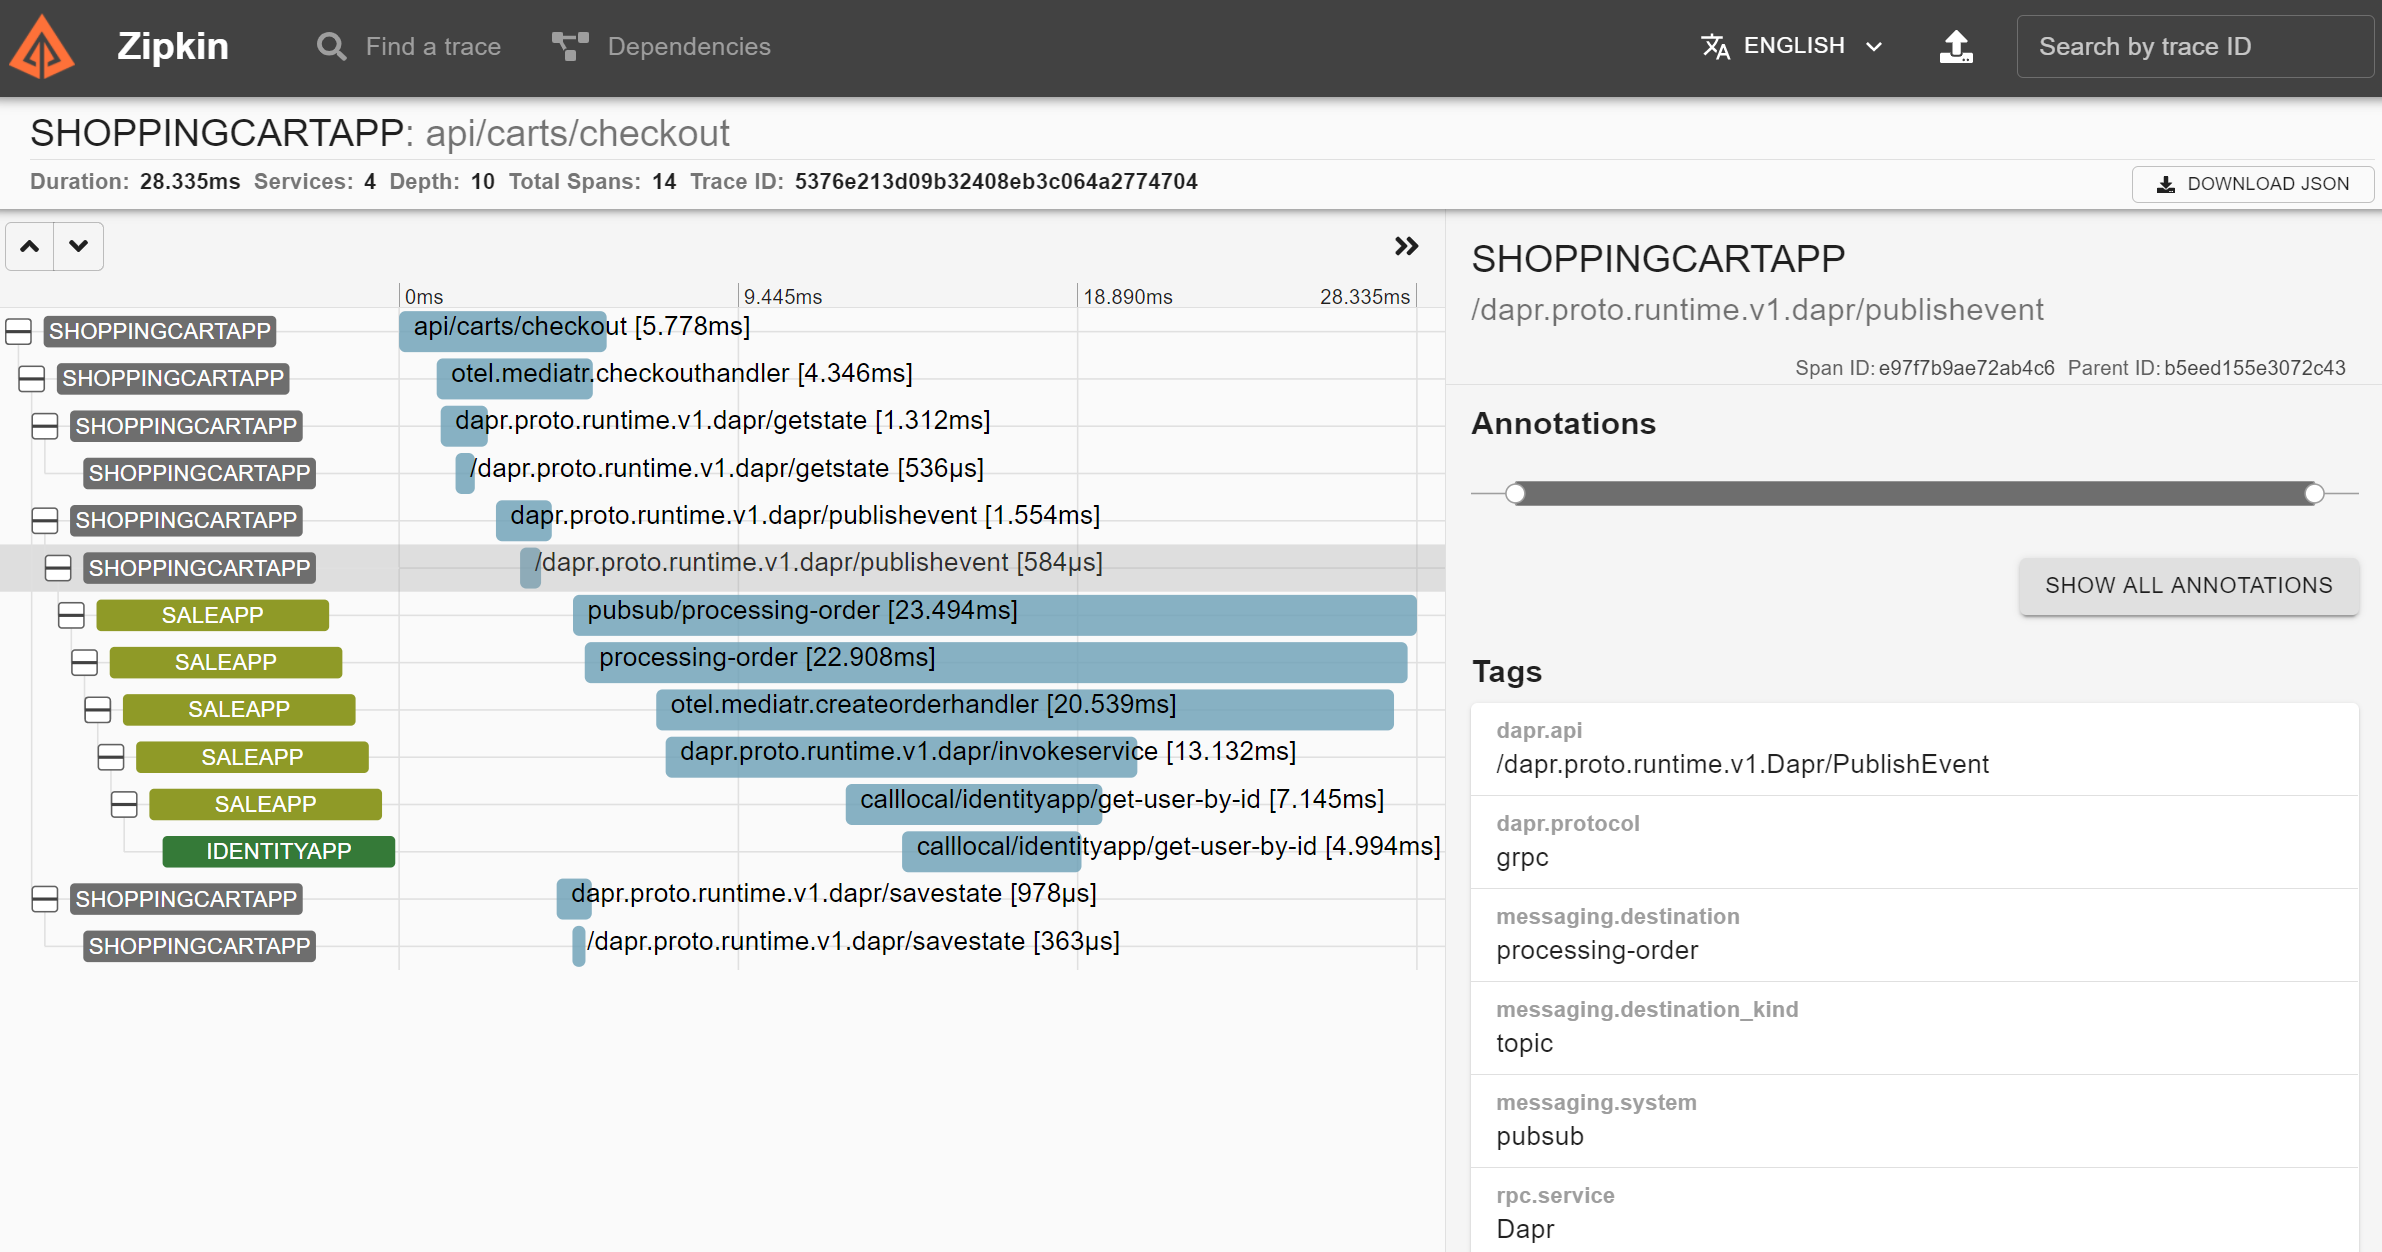 Zipkin
Find a trace
Dependencies
ENGLISH
Search by trace ID
SHOPPINGCARTAPP: api/carts/checkout
Duration: 28.335ms Services: 4 Depth: 10 Total Spans: 14 Trace ID: 5376e213d09b32408eb3c064a2774704
DOWNLOAD JSON
0ms 9.445ms 18.890ms 28.335ms
SHOPPINGCARTAPP api/carts/checkout [5.778ms]
SHOPPINGCARTAPP otel.mediatr.checkouthandler [4.346ms]
SHOPPINGCARTAPP dapr.proto.runtime.v1.dapr/getstate [1.312ms]
SHOPPINGCARTAPP /dapr.proto.runtime.v1.dapr/getstate [536μs]
SHOPPINGCARTAPP dapr.proto.runtime.v1.dapr/publishevent [1.554ms]
SHOPPINGCARTAPP /dapr.proto.runtime.v1.dapr/publishevent [584μs]
SALEAPP pubsub/processing-order [23.494ms]
SALEAPP processing-order [22.908ms]
SALEAPP otel.mediatr.createorderhandler [20.539ms]
SALEAPP dapr.proto.runtime.v1.dapr/invokeservice [13.132ms]
SALEAPP calllocal/identityapp/get-user-by-id [7.145ms]
IDENTITYAPP calllocal/identityapp/get-user-by-id [4.994ms]
SHOPPINGCARTAPP dapr.proto.runtime.v1.dapr/savestate [978μs]
SHOPPINGCARTAPP /dapr.proto.runtime.v1.dapr/savestate [363μs]
SHOPPINGCARTAPP
/dapr.proto.runtime.v1.dapr/publishevent
Span ID: e97f7b9ae72ab4c6 Parent ID: b5eed155e3072c43
Annotations
SHOW ALL ANNOTATIONS
Tags
dapr.api
/dapr.proto.runtime.v1.Dapr/PublishEvent
dapr.protocol
grpc
messaging.destination
processing-order
messaging.destination_kind
topic
messaging.system
pubsub
rpc.service
Dapr